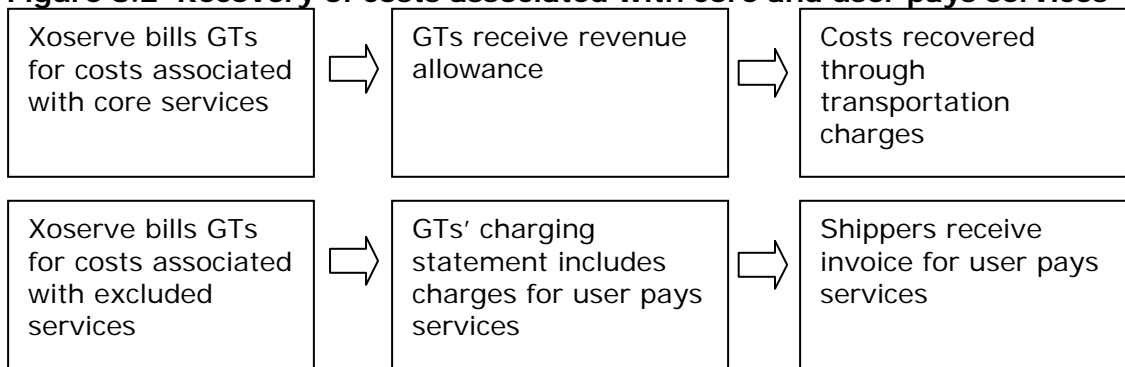 Figure Recovery of costs associated with core and user pays services
Xoserve bills GTs
for costs associated
with core services
GTs receive revenue
allowance
Costs recovered
through
transportation
charges
Xoserve bills GTs
for costs associated
with excluded
services
GTs' charging
statement includes
charges for user pays
services
Shippers receive
invoice for user pays
services